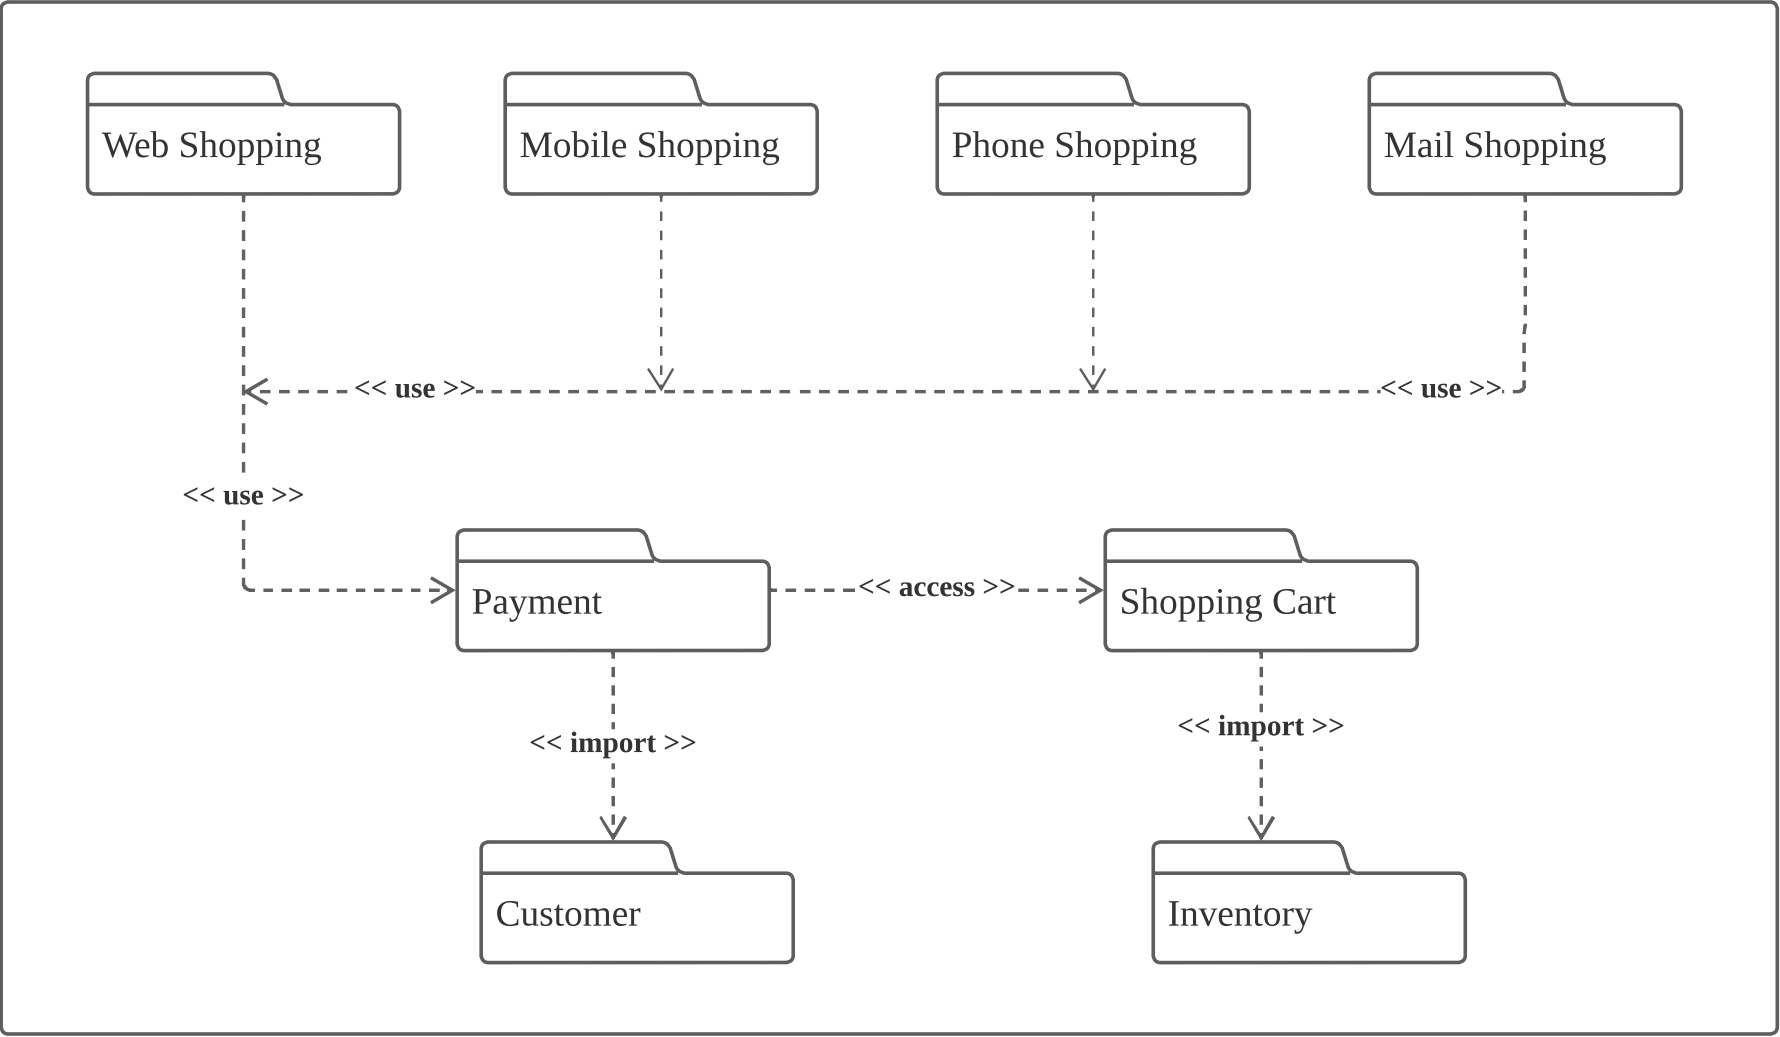 Web Shopping
Mobile Shopping
Phone Shopping
Mail Shopping
<< use >>
<< use >>
<< use >>
Payment
<< access >>
Shopping Cart
<< import >>
<< import >>
Customer
Inventory